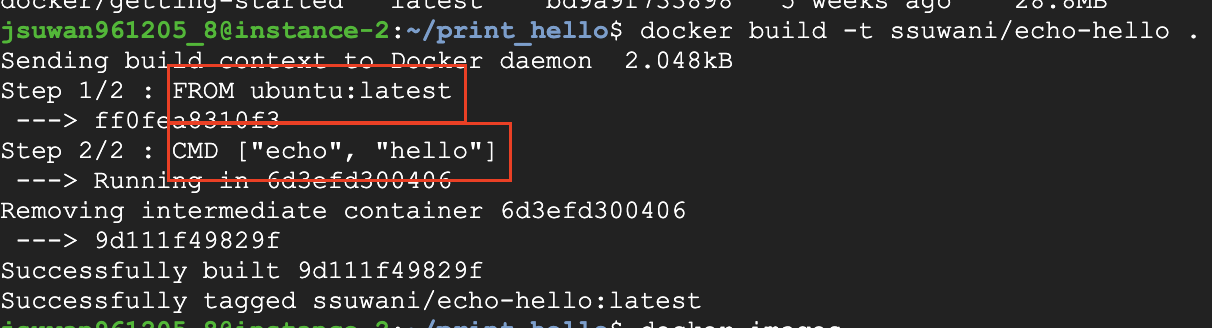 docker/getting-started latest bd9a9f733898 5 weeks ago 28.8MB
jsuwan961205_8@instance-2:~/print_hello$ docker build -t ssuwani/echo-hello .
Sending build context to Docker daemon 2.048kB
Step 1/2 : FROM ubuntu:latest
---> ff0fea8310f3
Step 2/2 : CMD ["echo", "hello"]
---> Running in 6d3efd300406
Removing intermediate container 6d3efd300406
---> 9d111f49829f
Successfully built 9d111f49829f
Successfully tagged ssuwani/echo-hello:latest
jsuwan961205_8@instance-2:~/print_hello$ docker images